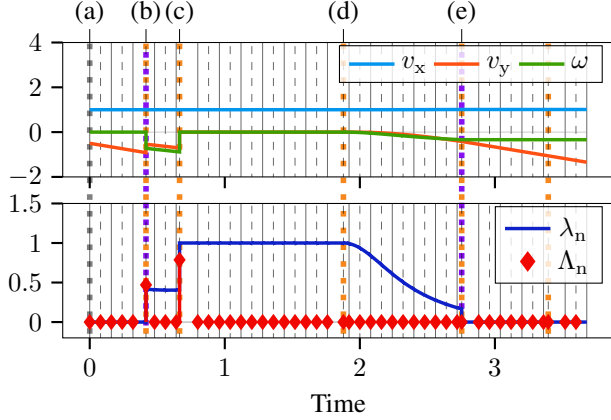 (a) (b) (c) (d) (e)
4
2
0
−2
v_x v_y ω
1.5
1
0.5
0
λ_n
Λ_n
0 1 2 3
Time